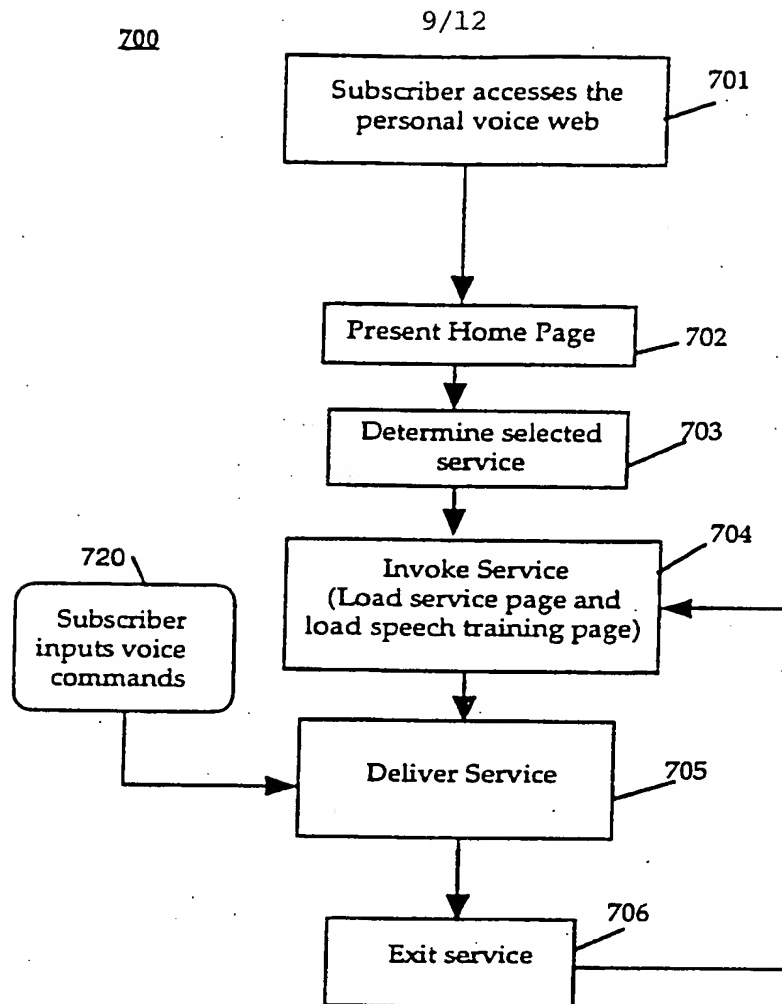 700
9/12
Subscriber accesses the
personal voice web
701
Present Home Page
702
Determine selected
service
703
Invoke Service
(Load service page and
load speech training page)
704
720
Subscriber
inputs voice
commands
Deliver Service
705
Exit service
706